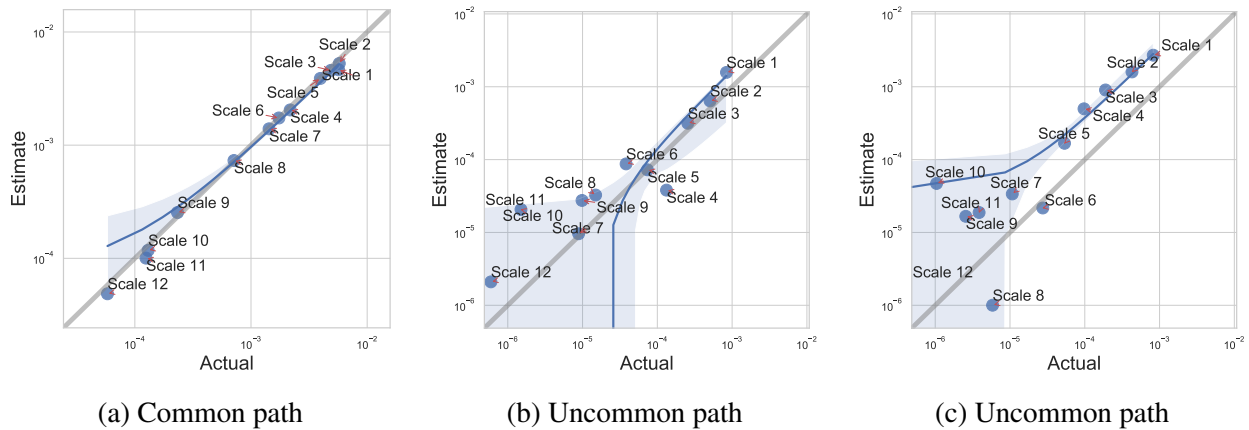 10⁻²
Scale 2
Scale 3
Scale 1
Scale 5
Scale 6
Scale 4
10⁻³
Scale 7
Scale 8
Scale 9
Scale 10
10⁻⁴
Scale 11
Scale 12
10⁻⁴
10⁻³
10⁻²
Estimate
Actual
(a) Common path
10⁻²
Scale 1
10⁻³
Scale 2
Scale 3
10⁻⁴
Scale 6
Scale 5
Scale 8
Scale 4
Scale 11
Scale 9
Scale 10
Scale 7
10⁻⁵
Scale 12
10⁻⁶
10⁻⁶
10⁻⁵
10⁻⁴
10⁻³
10⁻²
Estimate
Actual
(b) Uncommon path
10⁻²
Scale 1
Scale 2
10⁻³
Scale 3
Scale 4
Scale 5
10⁻⁴
Scale 10
Scale 7
Scale 11
Scale 6
Scale 9
10⁻⁵
Scale 12
Scale 8
10⁻⁶
10⁻⁶
10⁻⁵
10⁻⁴
10⁻³
10⁻²
Estimate
Actual
(c) Uncommon path